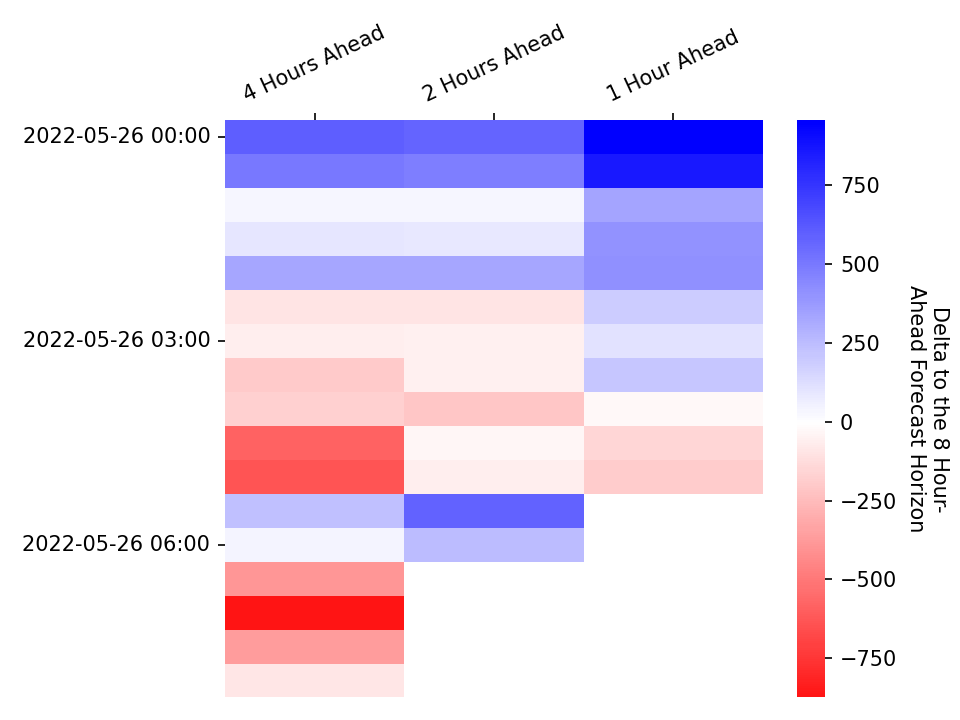 4 Hours Ahead
2 Hours Ahead
1 Hour Ahead
2022-05-26 00:00
2022-05-26 03:00
2022-05-26 06:00
750
500
250
0
−250
−500
−750
Delta to the 8 Hour-
Ahead Forecast Horizon